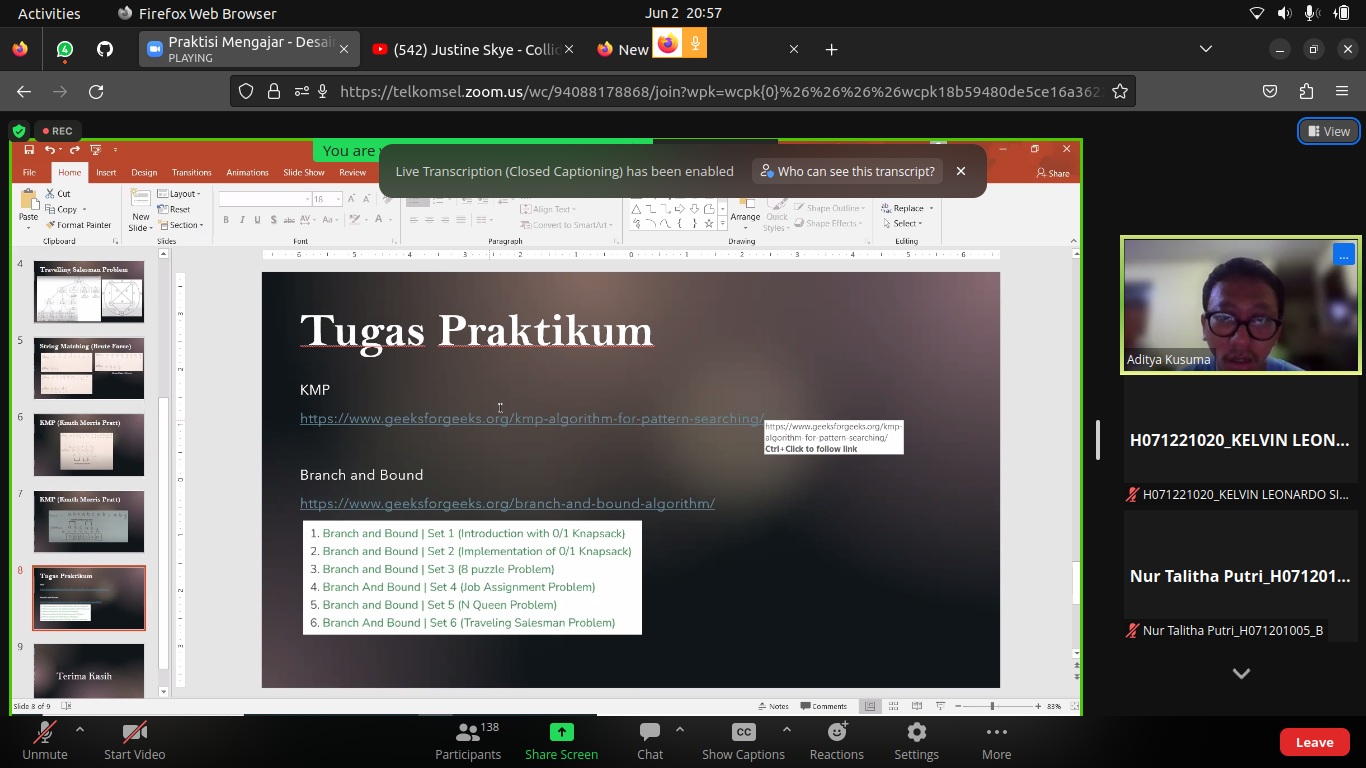 Activities
Firefox Web Browser
Jun 2 20:57
Praktisi Mengajar - Desai
PLAYING
(542) Justine Skye - Collid
New
https://telkomsel.zoom.us/wc/94088178868/join?wpk=wcpk{0}%26%26%26%26wcpk18b59480de5ce16a362
REC
View
You are
Live Transcription (Closed Captioning) has been enabled
Who can see this transcript?
File Home Insert Design Transitions Animations Slide Show Review
Share
Paste
Cut
Copy
Format Painter
New Slide
Layout
Reset
Section
18
Align Text
Convert to SmartArt
Arrange
Quick Styles
Shape Outline
Shape Effects
Replace
Select
Clipboard Slides Font Paragraph Drawing Editing
4
Travelling Salesman Problem
5
String Matching (Brute Force)
6
KMP (Knuth Morris Pratt)
7
KMP (Knuth Morris Pratt)
8
Tugas Praktikum
9
Terima Kasih
Tugas Praktikum
KMP
https://www.geeksforgeeks.org/kmp-algorithm-for-pattern-searching/
https://www.geeksforgeeks.org/kmp-
algorithm-for-pattern-searching/
Ctrl+Click to follow link
Branch and Bound
https://www.geeksforgeeks.org/branch-and-bound-algorithm/
1. Branch and Bound | Set 1 (Introduction with 0/1 Knapsack)
2. Branch and Bound | Set 2 (Implementation of 0/1 Knapsack)
3. Branch and Bound | Set 3 (8 puzzle Problem)
4. Branch And Bound | Set 4 (Job Assignment Problem)
5. Branch and Bound | Set 5 (N Queen Problem)
6. Branch And Bound | Set 6 (Traveling Salesman Problem)
Slide 8 of 9
Notes
Comments
83%
Aditya Kusuma
H071221020_KELVIN LEON...
H071221020_KELVIN LEONARDO SI...
Nur Talitha Putri_H071201...
Nur Talitha Putri_H071201005_B
Unmute
Start Video
Participants
138
Share Screen
Chat
Show Captions
Reactions
Settings
More
Leave